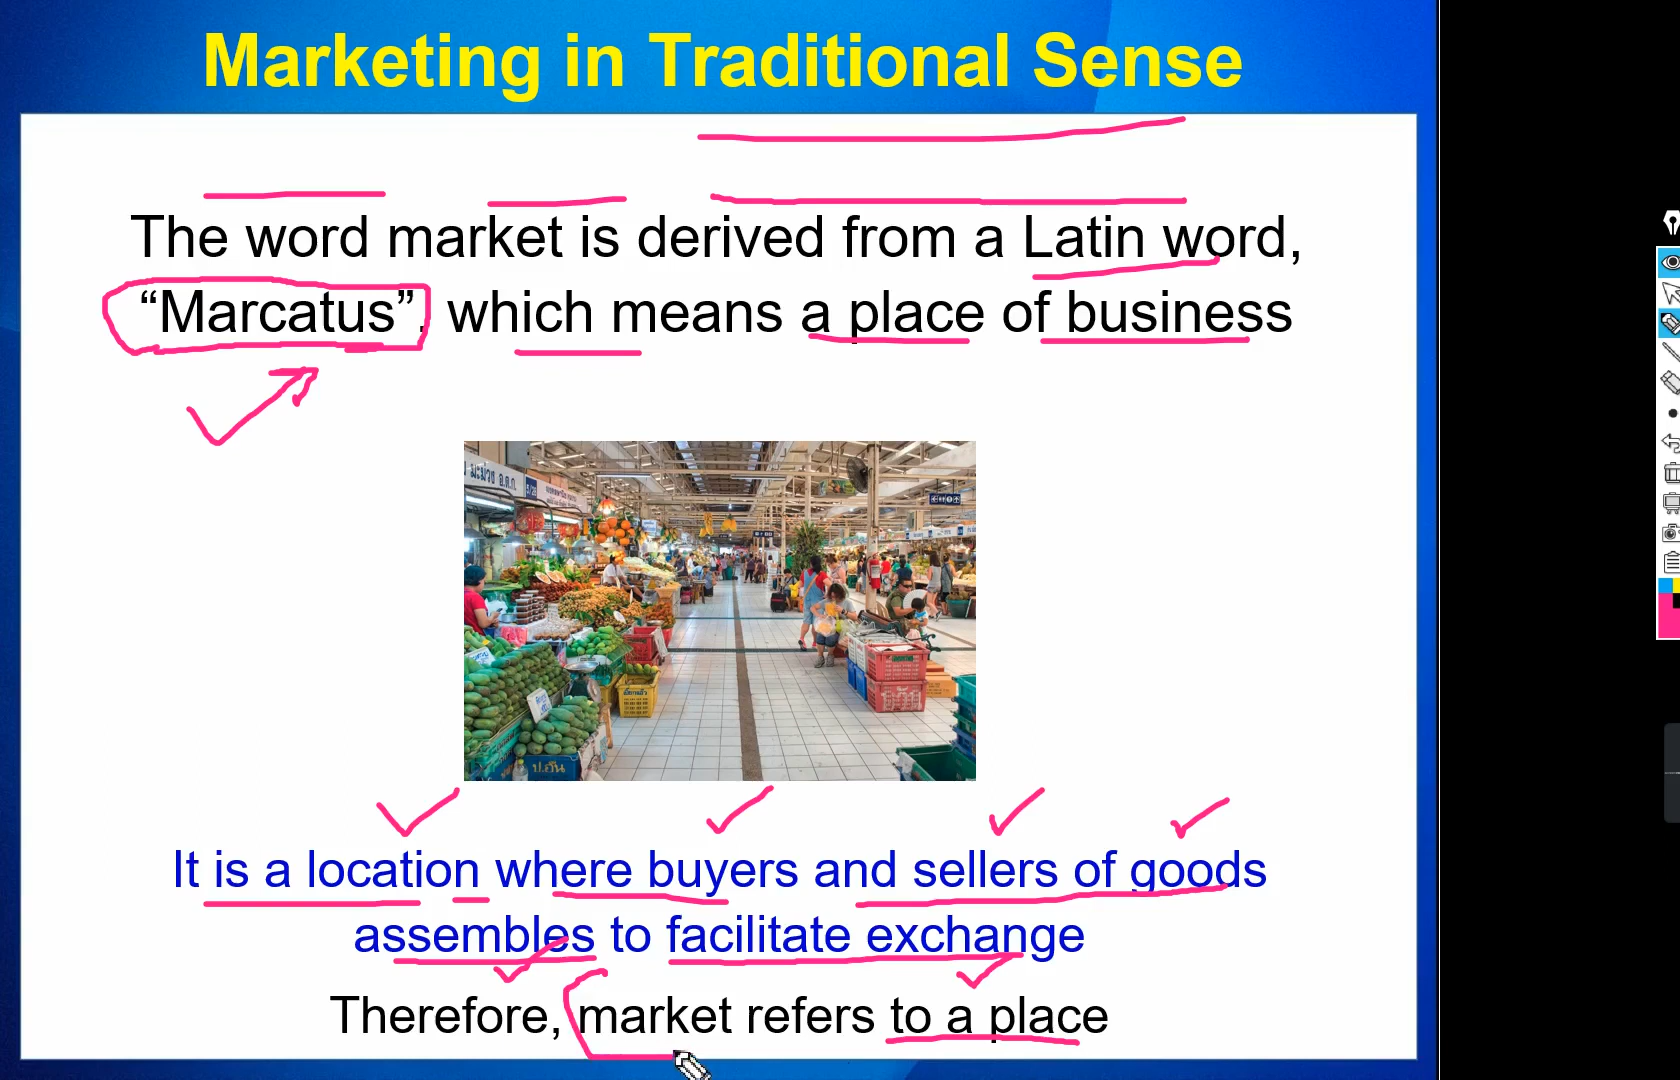 Marketing in Traditional Sense
The word market is derived from a Latin word,
“Marcatus”, which means a place of business
It is a location where buyers and sellers of goods
assembles to facilitate exchange
Therefore, market refers to a place